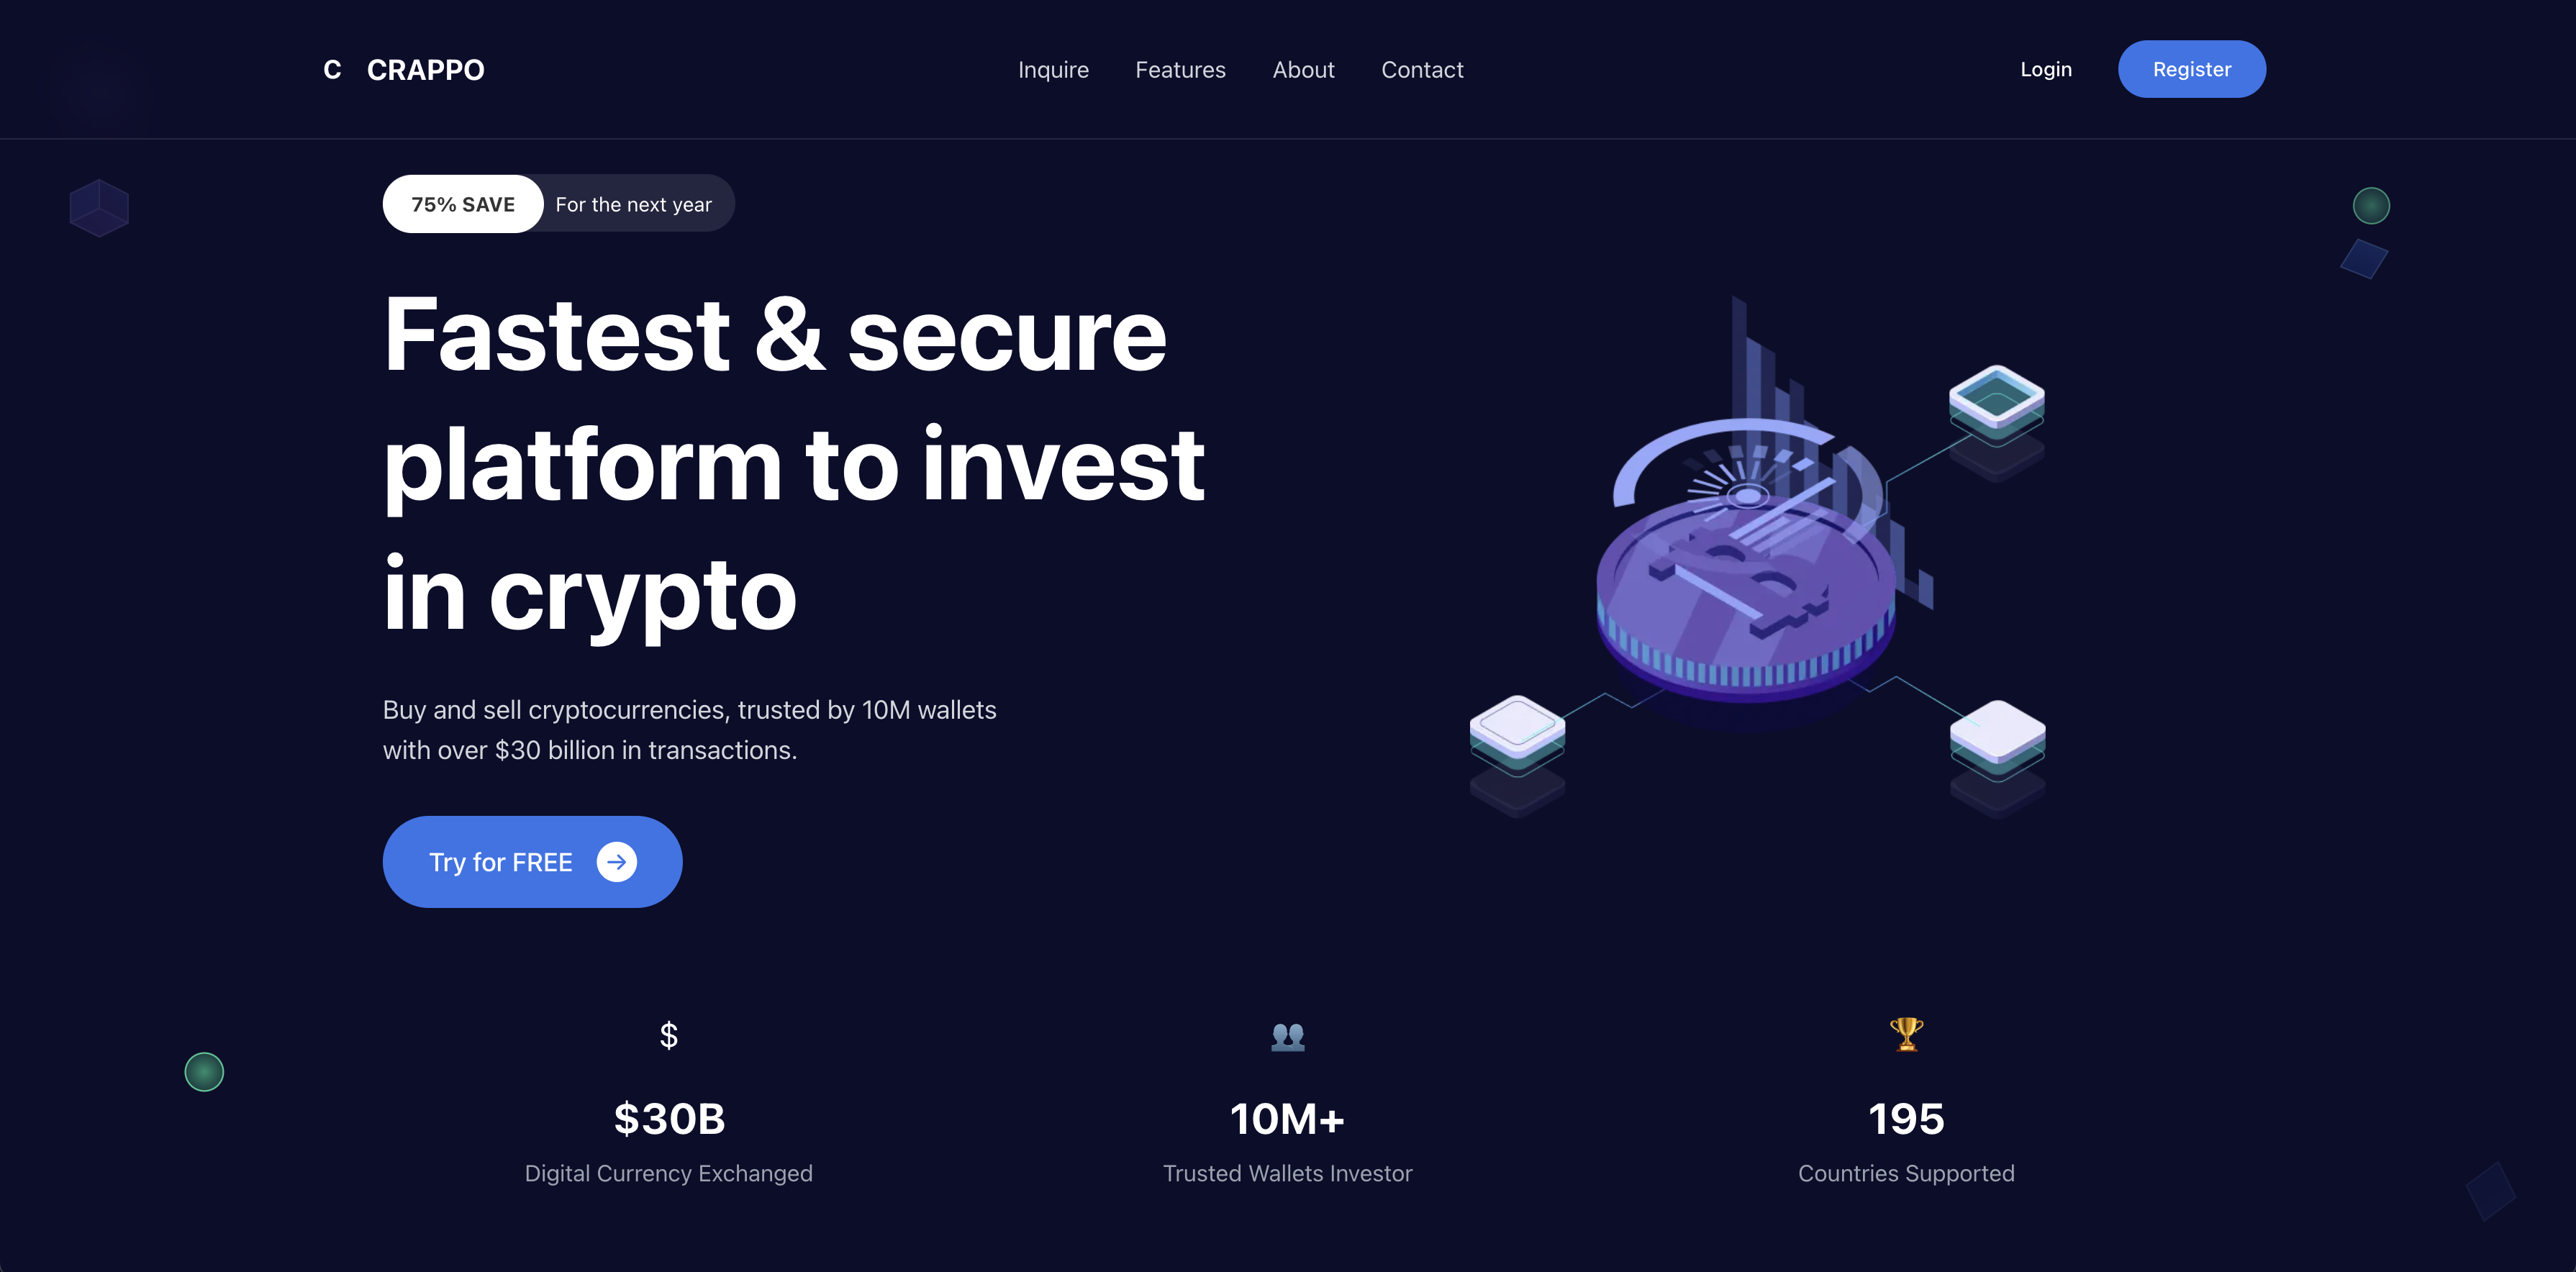 C CRAPPO
Inquire Features About Contact
Login Register
75% SAVE For the next year
Fastest & secure
platform to invest
in crypto
Buy and sell cryptocurrencies, trusted by 10M wallets
with over $30 billion in transactions.
Try for FREE
$
$30B
Digital Currency Exchanged
10M+
Trusted Wallets Investor
195
Countries Supported